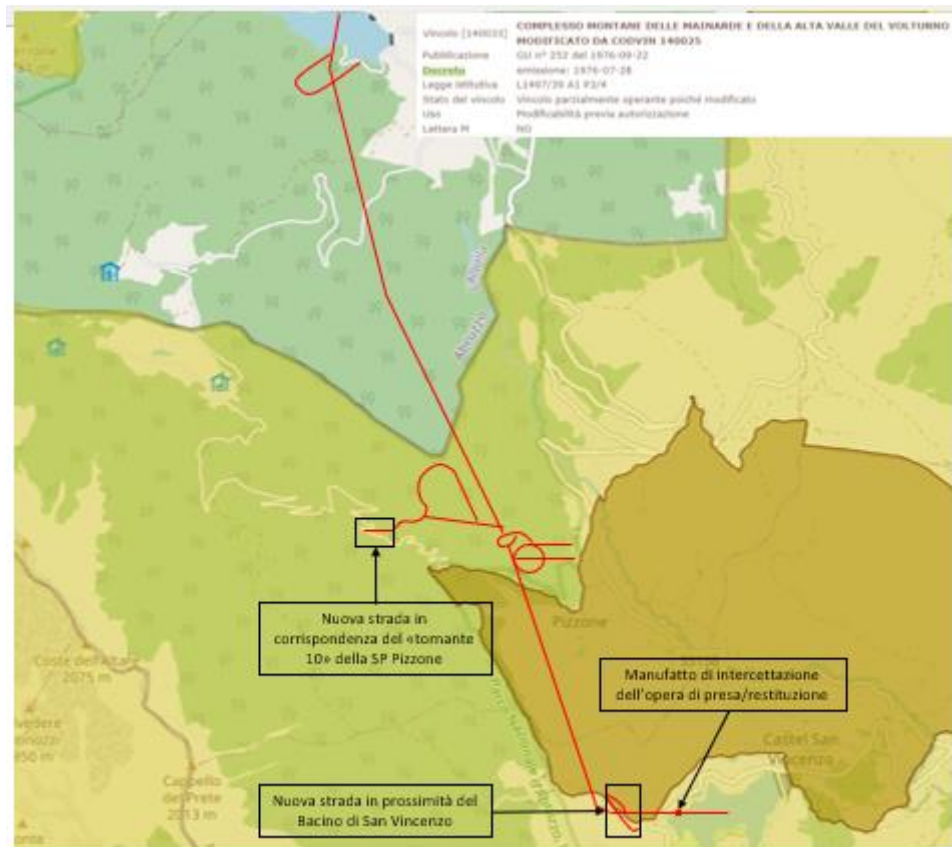 COMPLESSO MONTANE DELLE MAINARDE E DELLA ALTA VALLE DEL VOLTURNO
Vincolo [140033]
MODIFICATO DA CODVIN 140025
Pubblicazione GU n° 252 del 1976-09-22
Decreto emissione: 1976-07-28
Legge istitutiva L1497/39 A1 P3/4
Stato del vincolo Vincolo parzialmente operante poiché modificato
Uso Modificabilità previa autorizzazione
Lettera M NO
Abruzzo
Nuova strada in
corrispondenza del «tornante
10» della SP Pizzone
Pizzone
Manufatto di intercettazione
dell'opera di presa/restituzione
2075 m
Castel San
Vincenzo
Cappello
del Prete
2013 m
Nuova strada in prossimità del
Bacino di San Vincenzo